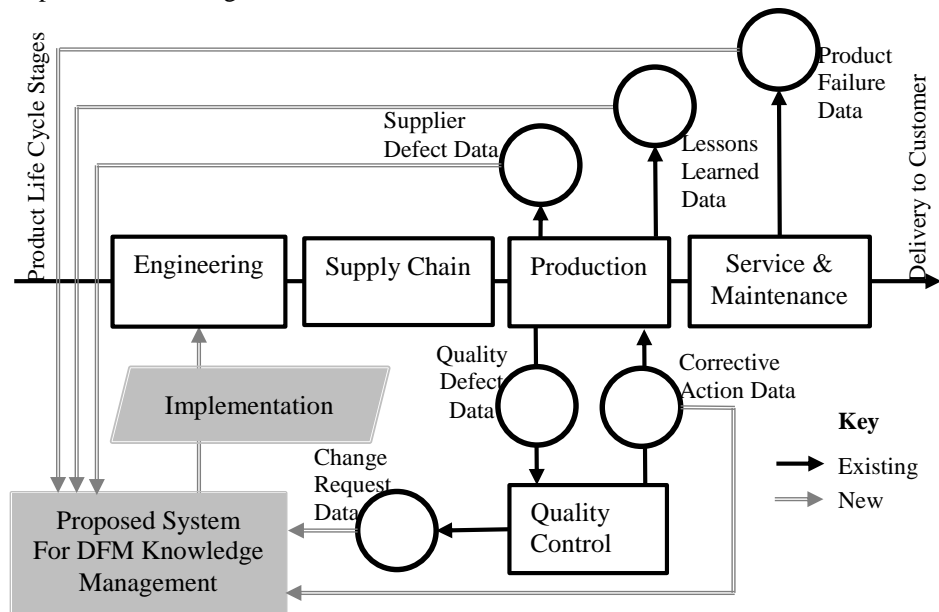 Product Life Cycle Stages
Product
Failure
Data
Supplier
Defect Data
Lessons
Learned
Data
Delivery to Customer
Engineering
Supply Chain
Production
Service &
Maintenance
Quality
Defect
Data
Corrective
Action Data
Implementation
Key
Existing
New
Change
Request
Data
Proposed System
For DFM Knowledge
Management
Quality
Control